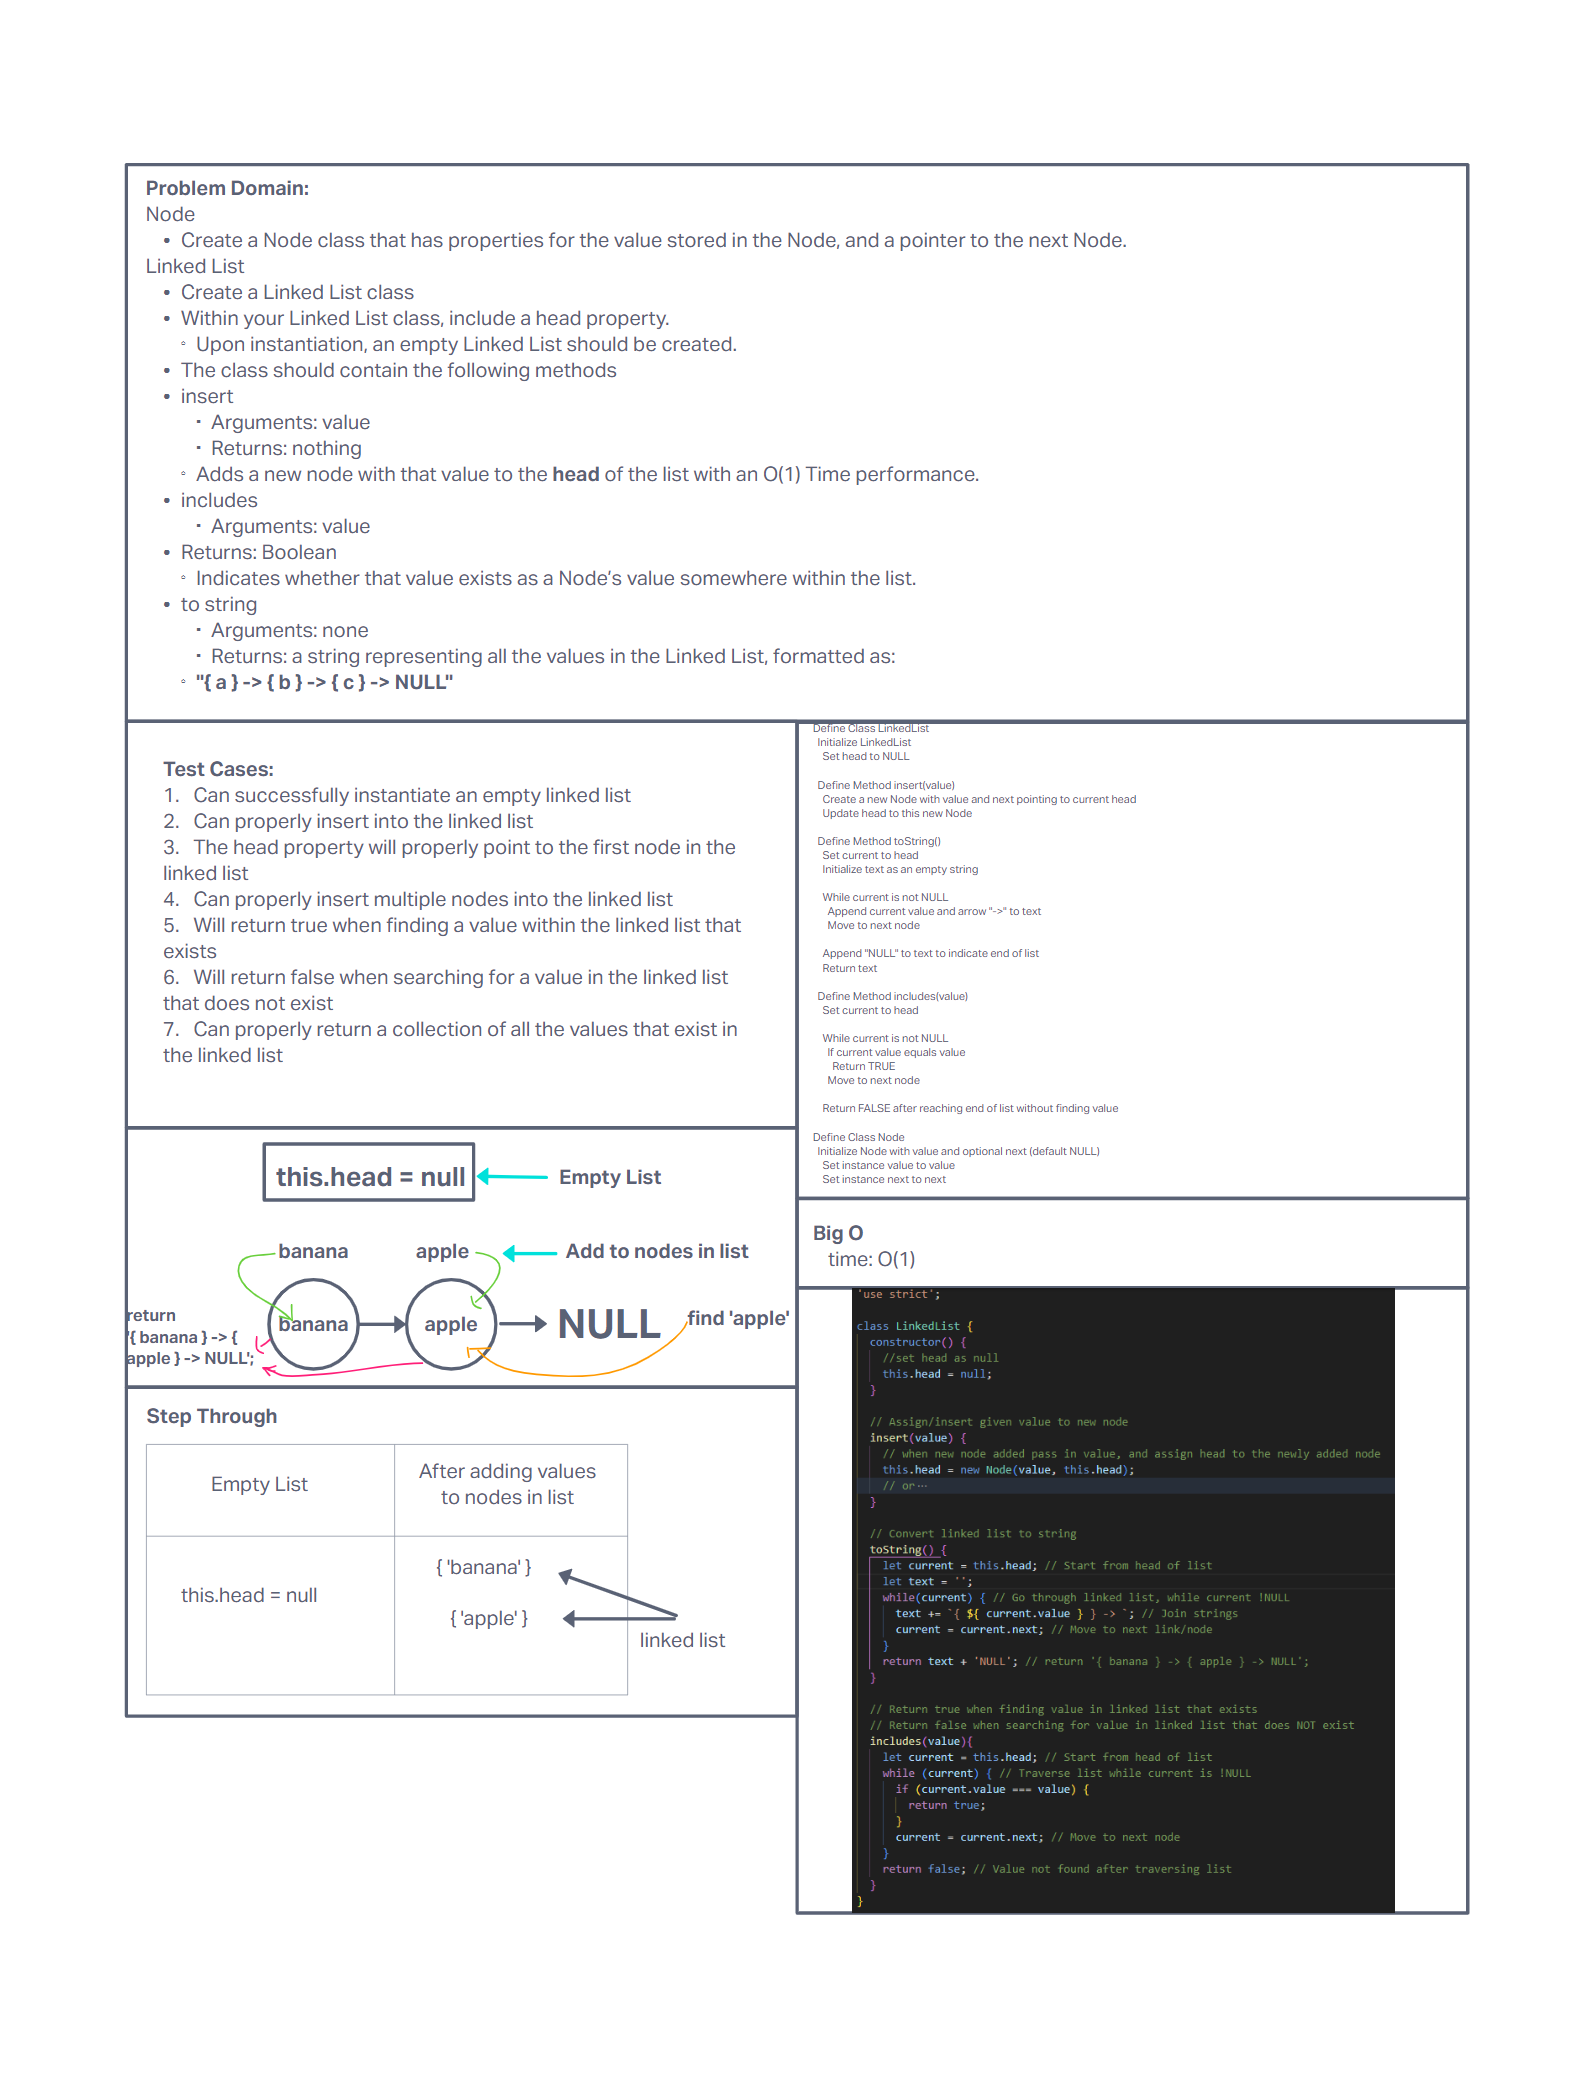 Problem Domain:
Node
• Create a Node class that has properties for the value stored in the Node, and a pointer to the next Node.
Linked List
• Create a Linked List class
• Within your Linked List class, include a head property.
◦ Upon instantiation, an empty Linked List should be created.
• The class should contain the following methods
• insert
▪ Arguments: value
▪ Returns: nothing
◦ Adds a new node with that value to the head of the list with an O(1) Time performance.
• includes
▪ Arguments: value
• Returns: Boolean
◦ Indicates whether that value exists as a Node's value somewhere within the list.
• to string
▪ Arguments: none
▪ Returns: a string representing all the values in the Linked List, formatted as:
◦ "{ a } -> { b } -> { c } -> NULL"
Test Cases:
1. Can successfully instantiate an empty linked list
2. Can properly insert into the linked list
3. The head property will properly point to the first node in the
linked list
4. Can properly insert multiple nodes into the linked list
5. Will return true when finding a value within the linked list that
exists
6. Will return false when searching for a value in the linked list
that does not exist
7. Can properly return a collection of all the values that exist in
the linked list
Define Class LinkedList
Initialize LinkedList
Set head to NULL
Define Method insert(value)
Create a new Node with value and next pointing to current head
Update head to this new Node
Define Method toString()
Set current to head
Initialize text as an empty string
While current is not NULL
Append current value and arrow "->" to text
Move to next node
Append "NULL" to text to indicate end of list
Return text
Define Method includes(value)
Set current to head
While current is not NULL
If current value equals value
Return TRUE
Move to next node
Return FALSE after reaching end of list without finding value
Define Class Node
Initialize Node with value and optional next (default NULL)
Set instance value to value
Set instance next to next
this.head = null
Empty List
banana apple Add to nodes in list
return
'{ banana } -> {
apple } -> NULL';
banana apple NULL find 'apple'
Big O
time: O(1)
Step Through
Empty List
After adding values
to nodes in list
this.head = null
{ 'banana' }
{ 'apple' }
linked list
'use strict';
class LinkedList {
constructor() {
//set head as null
this.head = null;
}
// Assign/insert given value to new node
insert(value) {
// when new node added pass in value, and assign head to the newly added node
this.head = new Node(value, this.head);
// or ···
}
// Convert linked list to string
toString() {
let current = this.head; // Start from head of list
let text = '';
while(current) { // Go through linked list, while current !NULL
text += `{ ${ current.value } } -> `; // Join strings
current = current.next; // Move to next link/node
}
return text + 'NULL'; // return '{ banana } -> { apple } -> NULL';
}
// Return true when finding value in linked list that exists
// Return false when searching for value in linked list that does NOT exist
includes(value){
let current = this.head; // Start from head of list
while (current) { // Traverse list while current is !NULL
if (current.value === value) {
return true;
}
current = current.next; // Move to next node
}
return false; // Value not found after traversing list
}
}